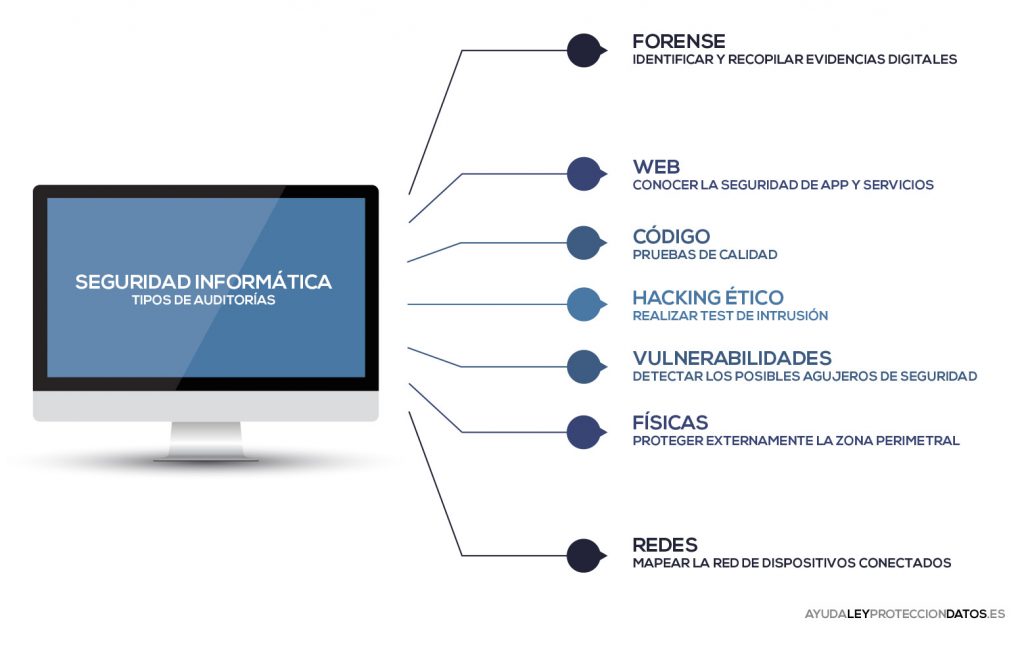 SEGURIDAD INFORMÁTICA
TIPOS DE AUDITORÍAS
FORENSE
IDENTIFICAR Y RECOPILAR EVIDENCIAS DIGITALES
WEB
CONOCER LA SEGURIDAD DE APP Y SERVICIOS
CÓDIGO
PRUEBAS DE CALIDAD
HACKING ÉTICO
REALIZAR TEST DE INTRUSIÓN
VULNERABILIDADES
DETECTAR LOS POSIBLES AGUJEROS DE SEGURIDAD
FÍSICAS
PROTEGER EXTERNAMENTE LA ZONA PERIMETRAL
REDES
MAPEAR LA RED DE DISPOSITIVOS CONECTADOS
AYUDALEYPROTECCIONDATOS.ES